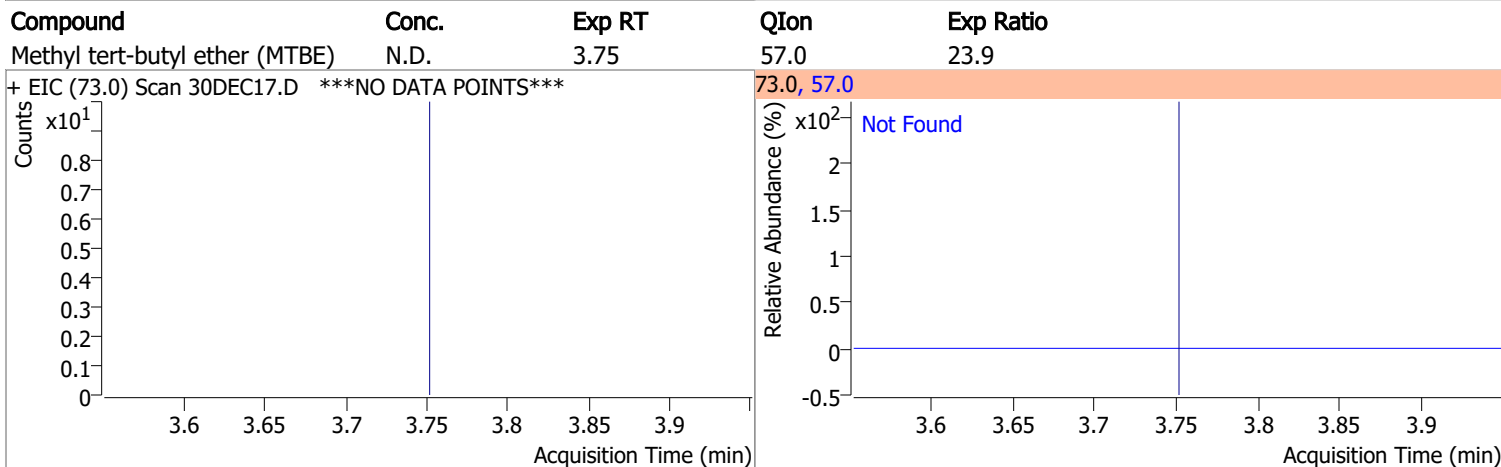 Compound Conc. Exp RT QIon Exp Ratio
Methyl tert-butyl ether (MTBE) N.D. 3.75 57.0 23.9
+ EIC (73.0) Scan 30DEC17.D ***NO DATA POINTS***
Counts
x10¹
0.8
0.7
0.6
0.5
0.4
0.3
0.2
0.1
0
3.6 3.65 3.7 3.75 3.8 3.85 3.9
Acquisition Time (min)
73.0, 57.0
Relative Abundance (%)
x10²
Not Found
2
1.5
1
0.5
0
-0.5
3.6 3.65 3.7 3.75 3.8 3.85 3.9
Acquisition Time (min)